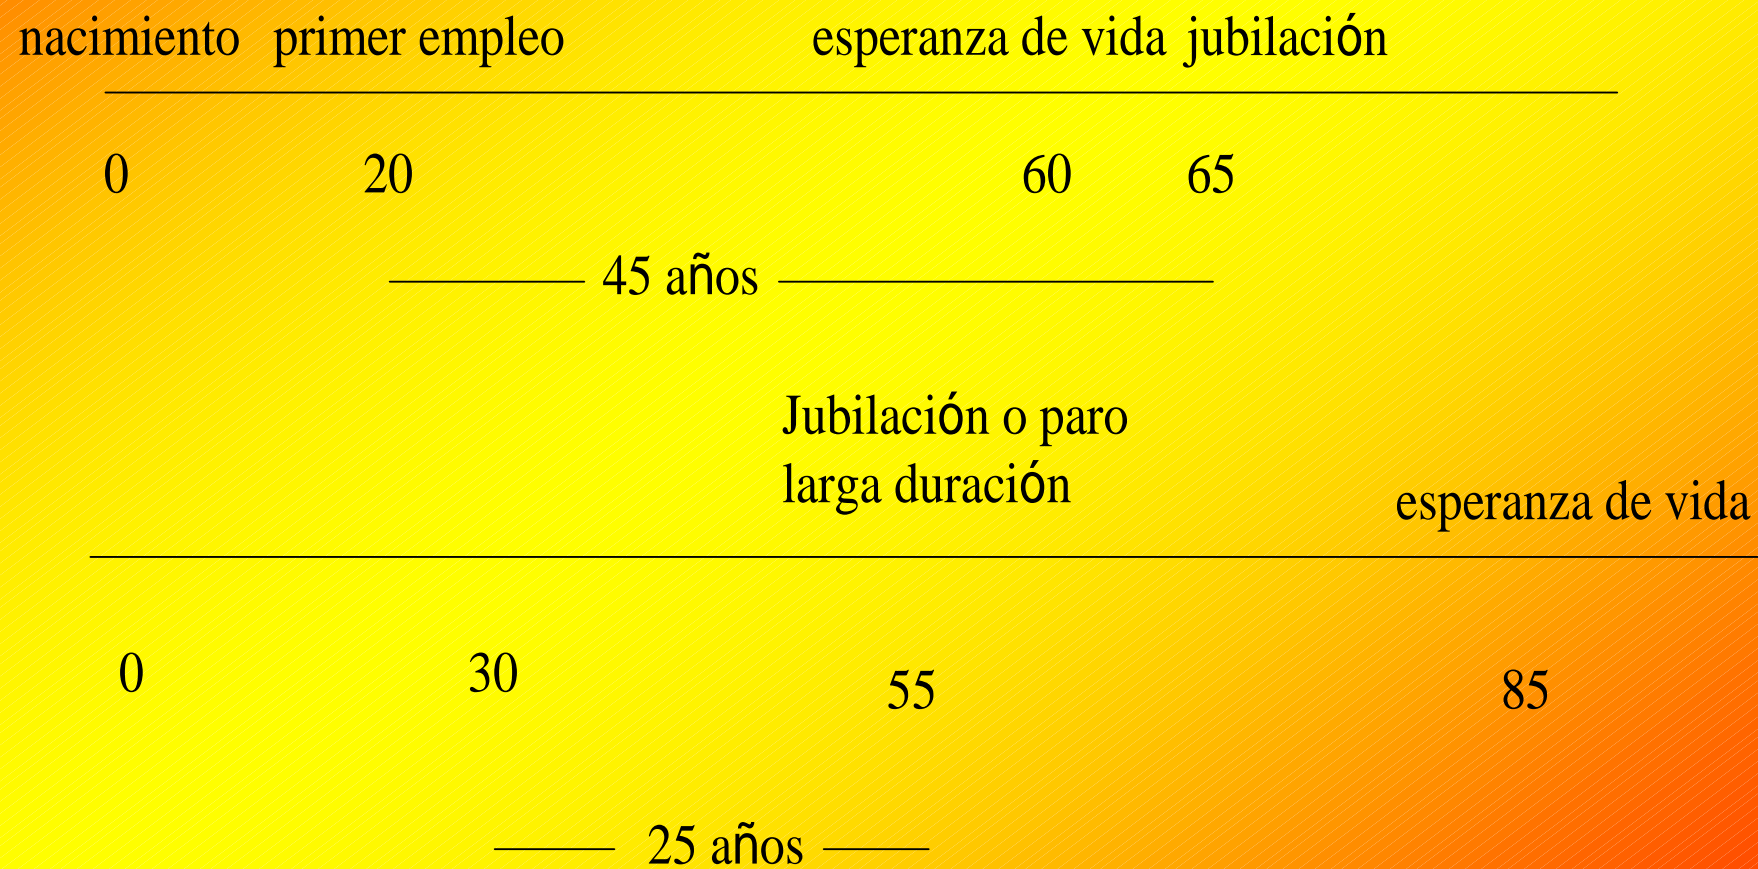 nacimiento primer empleo esperanza de vida jubilación
0 20 60 65
45 años
Jubilación o paro
larga duración
esperanza de vida
0 30 55 85
25 años